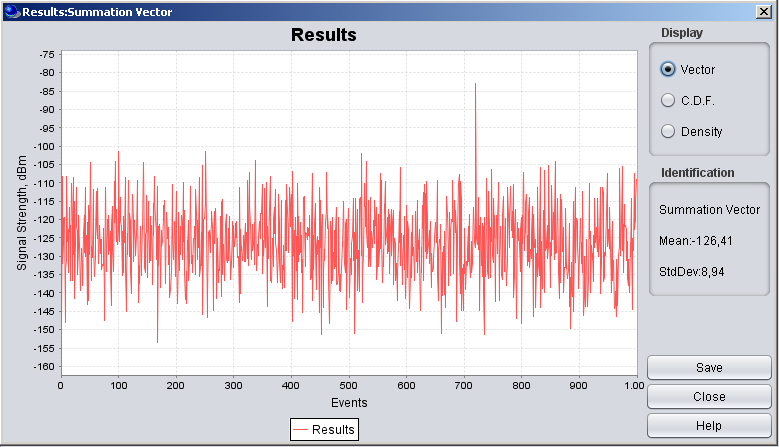 Results:Summation Vector
Results
-75
-80
-85
-90
-95
-100
-105
-110
-115
-120
-125
-130
-135
-140
-145
-150
-155
-160
Signal Strength, dBm
0 100 200 300 400 500 600 700 800 900 1.00
Events
Results
Display
Vector
C.D.F.
Density
Identification
Summation Vector
Mean:-126,41
StdDev:8,94
Save
Close
Help